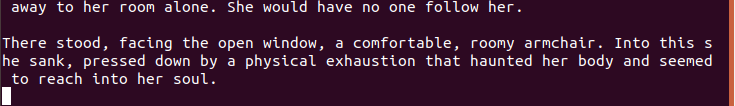 away to her room alone. She would have no one follow her.

There stood, facing the open window, a comfortable, roomy armchair. Into this s
he sank, pressed down by a physical exhaustion that haunted her body and seemed
 to reach into her soul.